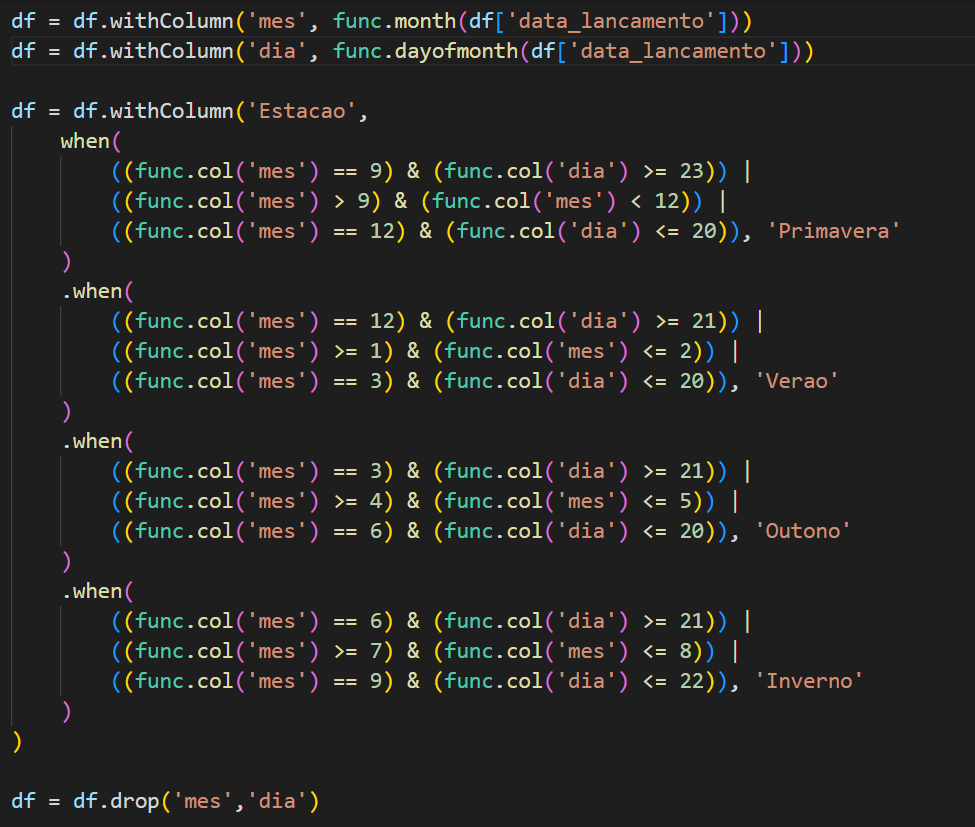 df = df.withColumn('mes', func.month(df['data_lancamento']))
df = df.withColumn('dia', func.dayofmonth(df['data_lancamento']))
df = df.withColumn('Estacao',
when(
((func.col('mes') == 9) & (func.col('dia') >= 23)) |
((func.col('mes') > 9) & (func.col('mes') < 12)) |
((func.col('mes') == 12) & (func.col('dia') <= 20)), 'Primavera'
)
.when(
((func.col('mes') == 12) & (func.col('dia') >= 21)) |
((func.col('mes') >= 1) & (func.col('mes') <= 2)) |
((func.col('mes') == 3) & (func.col('dia') <= 20)), 'Verao'
)
.when(
((func.col('mes') == 3) & (func.col('dia') >= 21)) |
((func.col('mes') >= 4) & (func.col('mes') <= 5)) |
((func.col('mes') == 6) & (func.col('dia') <= 20)), 'Outono'
)
.when(
((func.col('mes') == 6) & (func.col('dia') >= 21)) |
((func.col('mes') >= 7) & (func.col('mes') <= 8)) |
((func.col('mes') == 9) & (func.col('dia') <= 22)), 'Inverno'
)
)
df = df.drop('mes','dia')